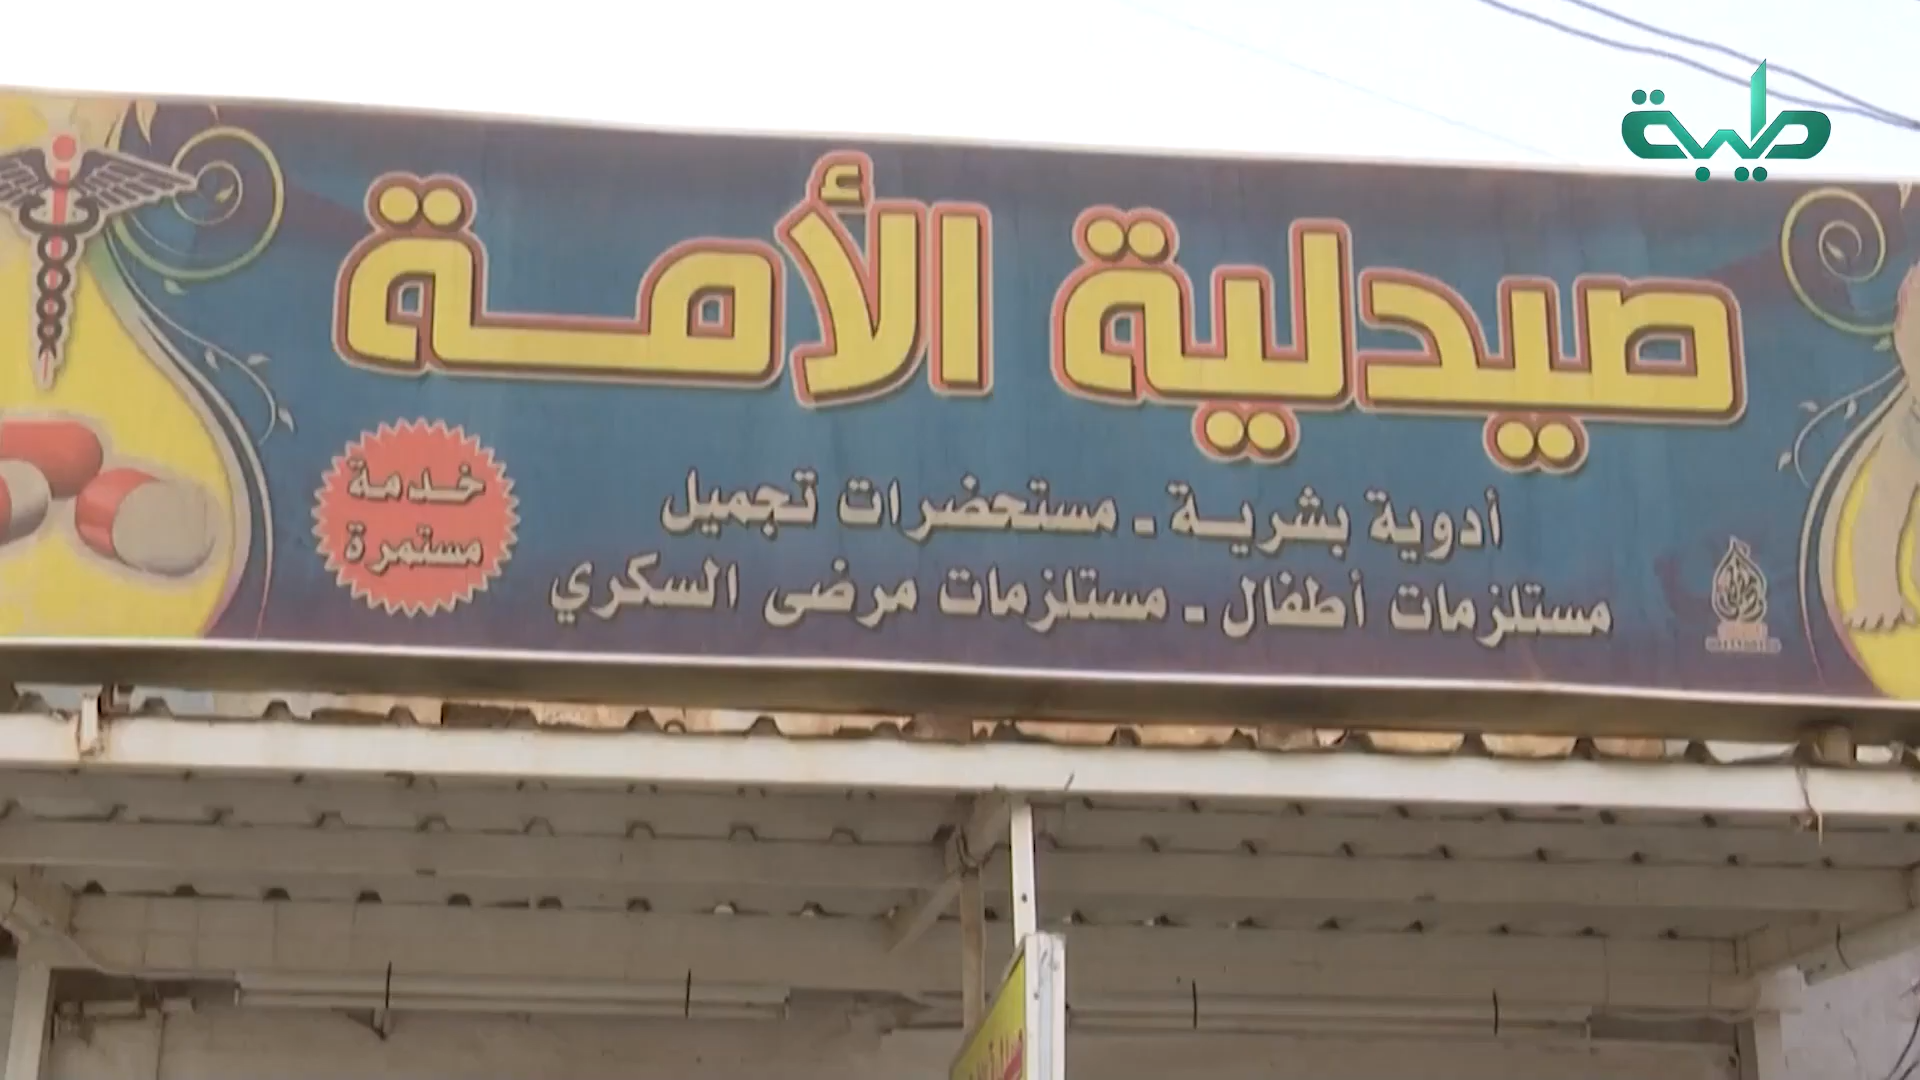 طيبة
صيدلية الأمة
أدوية بشرية - مستحضرات تجميل
مستلزمات أطفال - مستلزمات مرضى السكري
خدمة
مستمرة